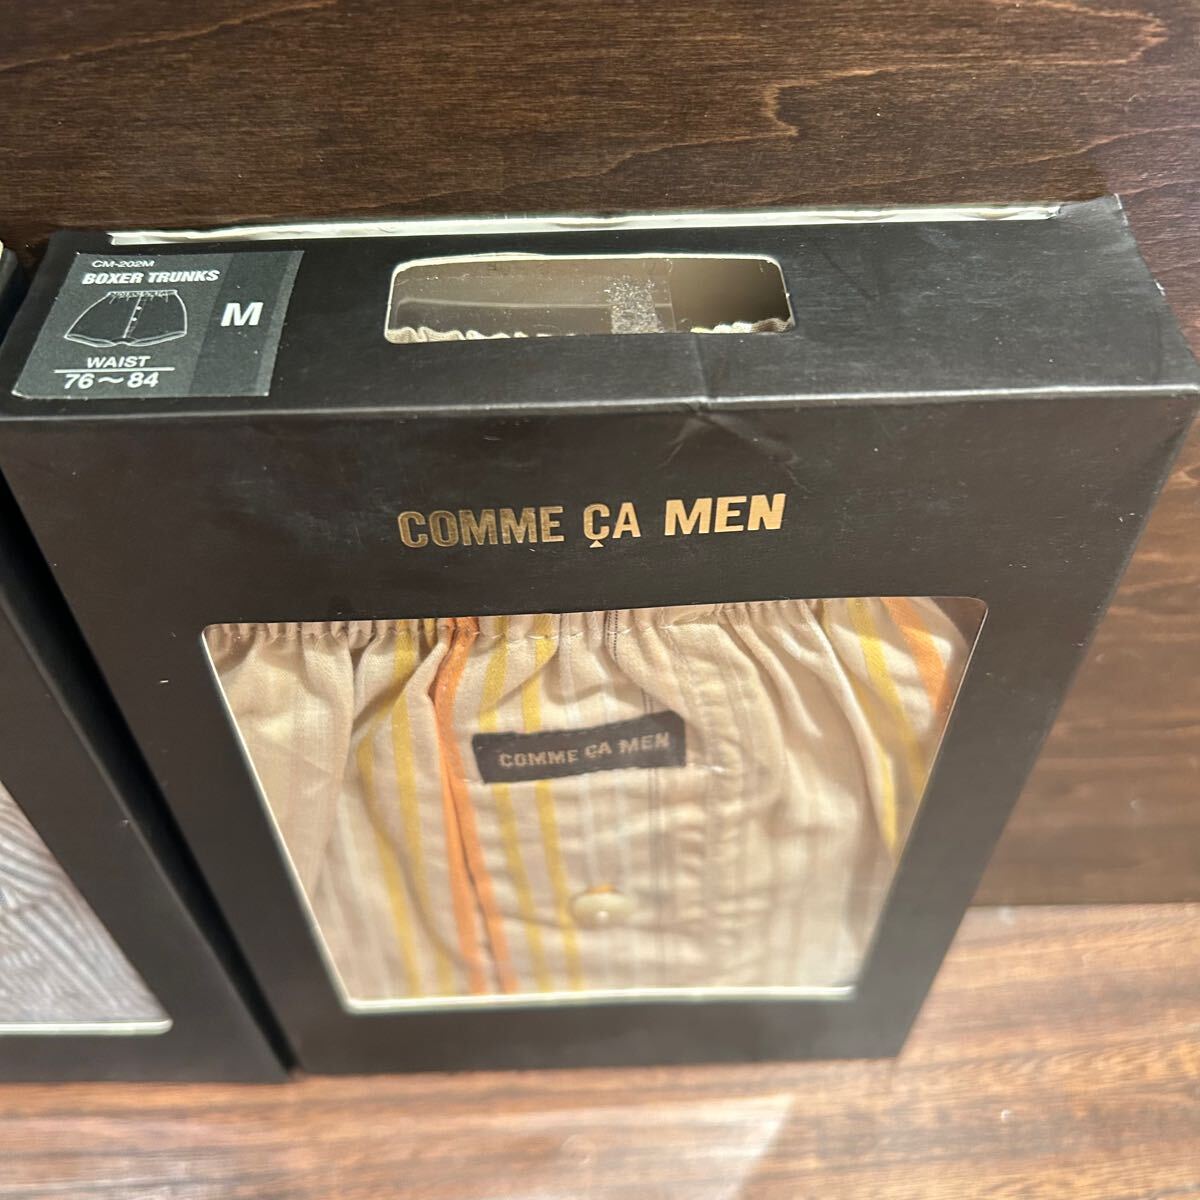 CM-202M
BOXER TRUNKS
M
WAIST
76～84
COMME ÇA MEN
COMME ÇA MEN